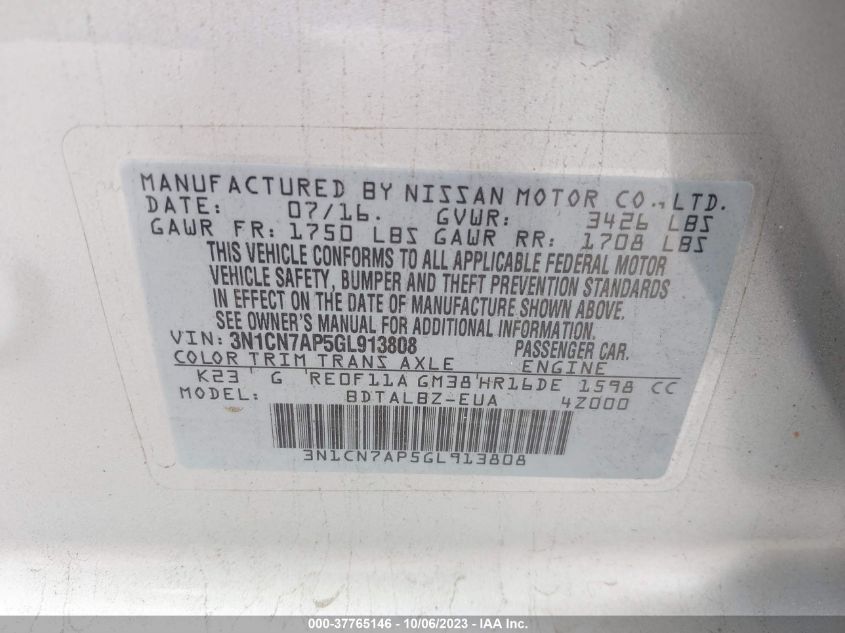 MANUFACTURED BY NISSAN MOTOR CO., LTD.
DATE: 07/16. GVWR: 3426 LBS
GAWR FR: 1750 LBS GAWR RR: 1708 LBS
THIS VEHICLE CONFORMS TO ALL APPLICABLE FEDERAL MOTOR
VEHICLE SAFETY, BUMPER AND THEFT PREVENTION STANDARDS
IN EFFECT ON THE DATE OF MANUFACTURE SHOWN ABOVE.
SEE OWNER'S MANUAL FOR ADDITIONAL INFORMATION.
VIN: 3N1CN7AP5GL913808 PASSENGER CAR.
COLOR TRIM TRANS AXLE ENGINE
K23 ' G 'RE0F11A GM38'HR16DE 1598 CC
MODEL: BDTALBZ-EUA 4Z000
3N1CN7AP5GL913808
000-37765146 - 10/06/2023 - IAA Inc.